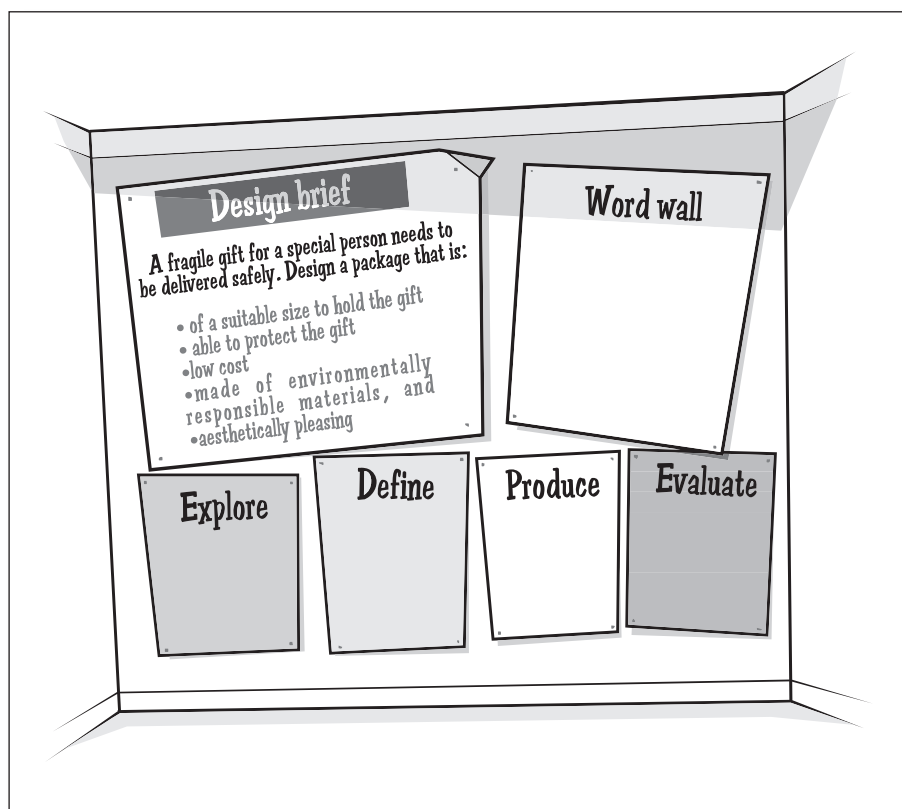 Design brief
A fragile gift for a special person needs to
be delivered safely. Design a package that is:
• of a suitable size to hold the gift
• able to protect the gift
•low cost
•made of environmentally
responsible materials, and
•aesthetically pleasing
Word wall
Explore
Define
Produce
Evaluate